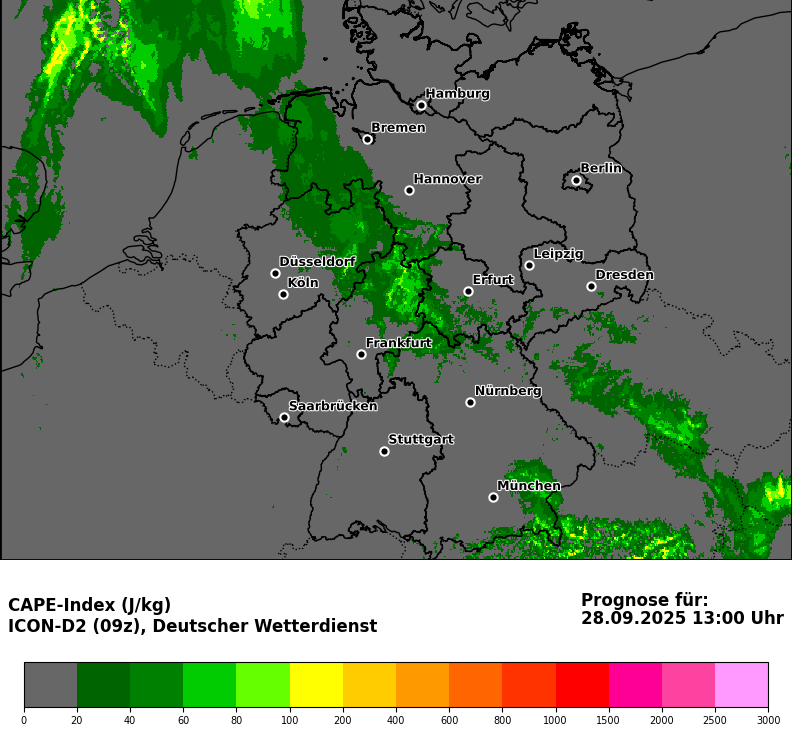 Hamburg
Bremen
Berlin
Hannover
Leipzig
Düsseldorf
Dresden
Erfurt
Köln
Frankfurt
Nürnberg
Saarbrücken
Stuttgart
München
CAPE-Index (J/kg)
ICON-D2 (09z), Deutscher Wetterdienst
Prognose für:
28.09.2025 13:00 Uhr
0 20 40 60 80 100 200 400 600 800 1000 1500 2000 2500 3000